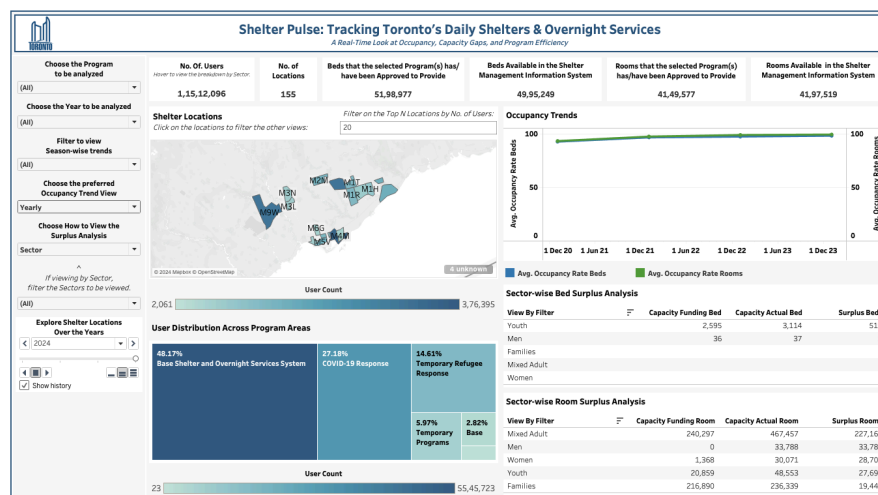 TORONTO
Shelter Pulse: Tracking Toronto's Daily Shelters & Overnight Services
A Real-Time Look at Occupancy, Capacity Gaps, and Program Efficiency
Choose the Program
to be analyzed
(All)
Choose the Year to be analyzed
(All)
Filter to view
Season-wise trends
(All)
Choose the preferred
Occupancy Trend View
Yearly
Choose How to View the
Surplus Analysis
Sector
^
If viewing by Sector,
filter the Sectors to be viewed.
(All)
Explore Shelter Locations
Over the Years
2024
Show history
No. Of. Users
Hover to view the breakdown by Sector.
1,15,12,096
No. of
Locations
155
Beds that the selected Program(s) has/
have been Approved to Provide
51,98,977
Beds Available in the Shelter
Management Information System
49,95,249
Rooms that the selected Program(s)
has/have been Approved to Provide
41,49,577
Rooms Available in the Shelter
Management Information System
41,97,519
Shelter Locations
Click on the locations to filter the other views:
Filter on the Top N Locations by No. of Users:
20
M2M
M1T
M1H
M1R
M3N
M3L
M9W
M6G
M5V
M4M
© 2024 Mapbox © OpenStreetMap
4 unknown
User Count
2,061
3,76,395
User Distribution Across Program Areas
48.17%
Base Shelter and Overnight Services System
27.18%
COVID-19 Response
14.61%
Temporary Refugee
Response
5.97%
Temporary
Programs
2.82%
Base
User Count
23
55,45,723
Occupancy Trends
Avg. Occupancy Rate Beds
100
50
0
100
50
0
Avg. Occupancy Rate Rooms
1 Dec 20 1 Jun 21 1 Dec 21 1 Jun 22 1 Dec 22 1 Jun 23 1 Dec 23
Avg. Occupancy Rate Beds
Avg. Occupancy Rate Rooms
Sector-wise Bed Surplus Analysis
View By Filter Capacity Funding Bed Capacity Actual Bed Surplus Bed
Youth 2,595 3,114 51
Men 36 37
Families
Mixed Adult
Women
Sector-wise Room Surplus Analysis
View By Filter Capacity Funding Room Capacity Actual Room Surplus Room
Mixed Adult 240,297 467,457 227,16
Men 0 33,788 33,78
Women 1,368 30,071 28,70
Youth 20,859 48,553 27,69
Families 216,890 236,339 19,44